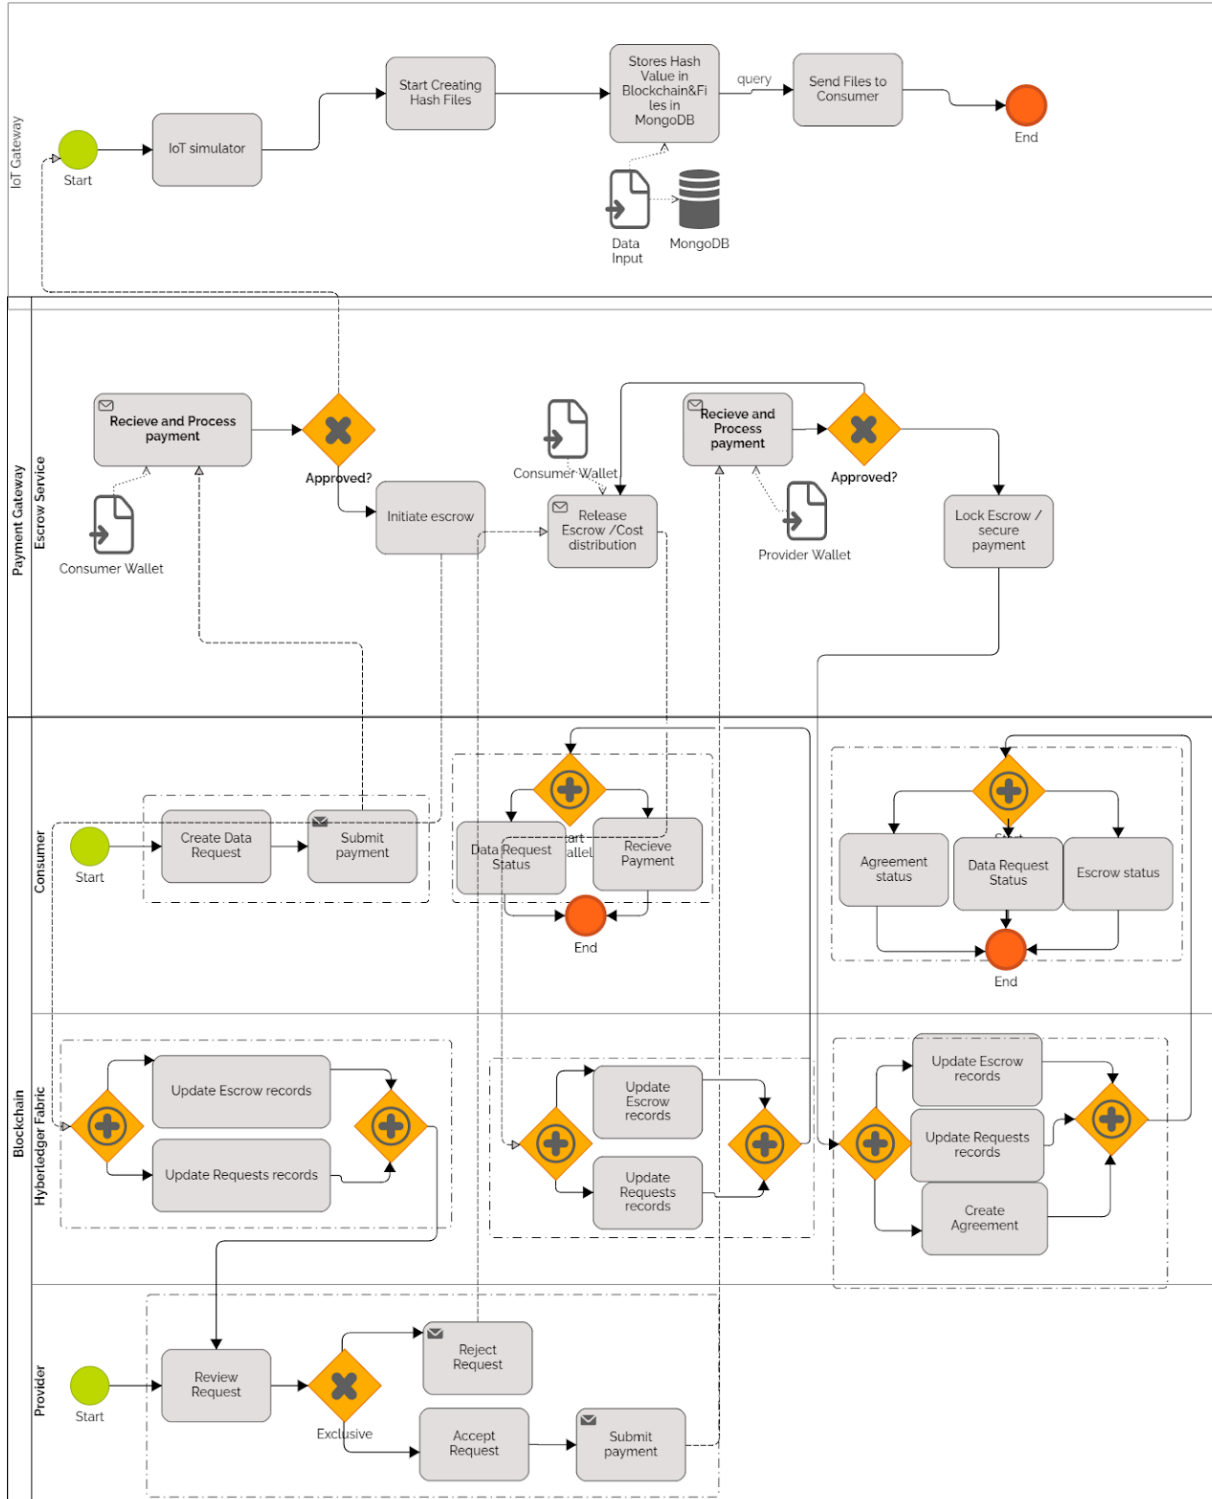 IoT Gateway
Start
IoT simulator
Start Creating
Hash Files
Stores Hash
Value in
Blockchain&Fi
les in
MongoDB
query
Send Files to
Consumer
End
Data
Input
MongoDB
Payment Gateway
Escrow Service
Recieve and Process
payment
Consumer Wallet
Approved?
Initiate escrow
Consumer Wallet
Release
Escrow /Cost
distribution
Recieve and
Process
payment
Provider Wallet
Approved?
Lock Escrow /
secure
payment
Blockchain
Consumer
Start
Create Data
Request
Submit
payment
Data Request
Status
Recieve
Payment
End
Agreement
status
Data Request
Status
Escrow status
End
Hyberledger Fabric
Update Escrow records
Update Requests records
Update
Escrow
records
Update
Requests
records
Update Escrow
records
Update Requests
records
Create
Agreement
Provider
Start
Review
Request
Exclusive
Reject
Request
Accept
Request
Submit
payment